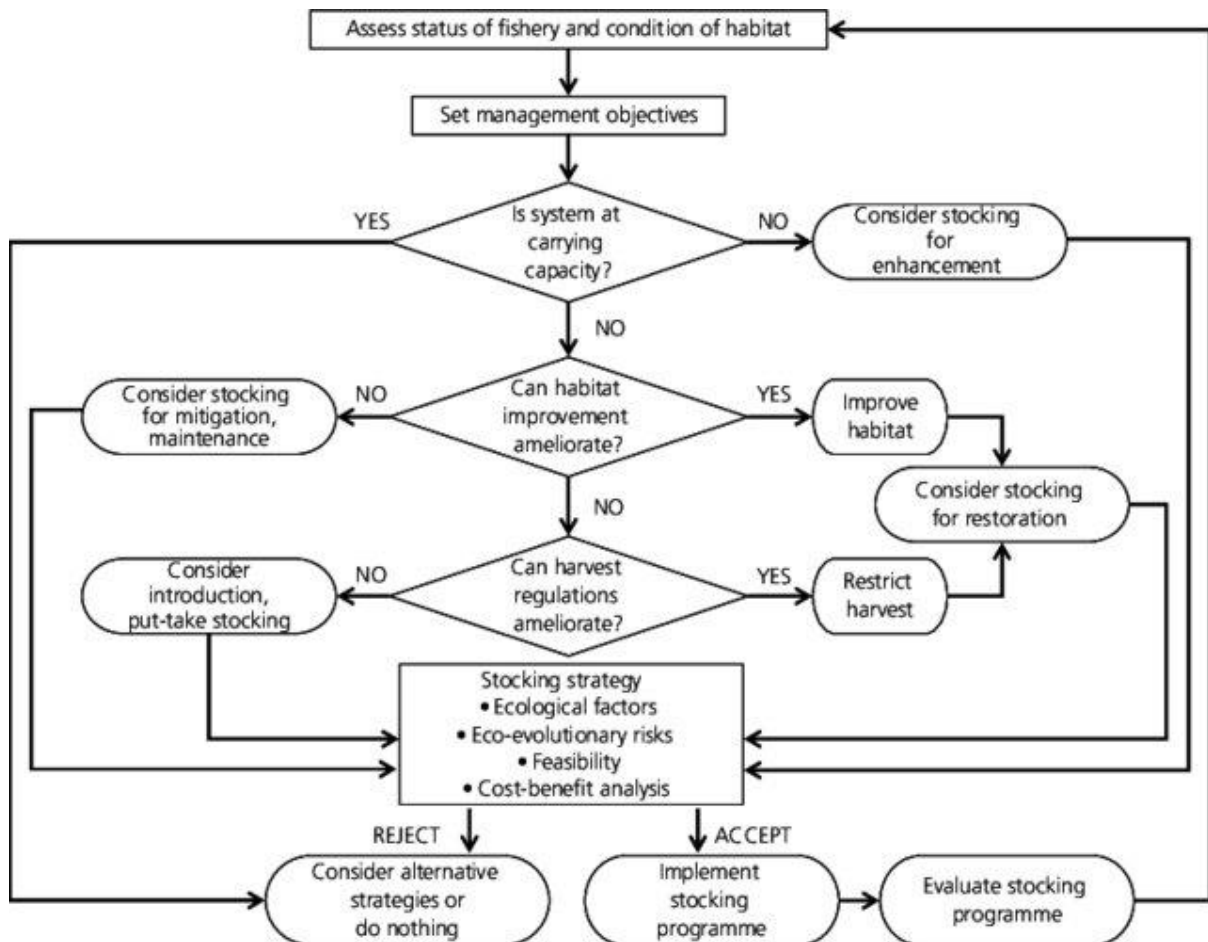 Assess status of fishery and condition of habitat
Set management objectives
YES
Is system at
carrying
capacity?
NO
Consider stocking
for
enhancement
NO
Consider stocking
for mitigation,
maintenance
NO
Can habitat
improvement
ameliorate?
YES
Improve
habitat
Consider stocking
for restoration
NO
Consider
introduction,
put-take stocking
NO
Can harvest
regulations
ameliorate?
YES
Restrict
harvest
Stocking strategy
• Ecological factors
• Eco-evolutionary risks
• Feasibility
• Cost-benefit analysis
REJECT
ACCEPT
Consider alternative
strategies or
do nothing
Implement
stocking
programme
Evaluate stocking
programme